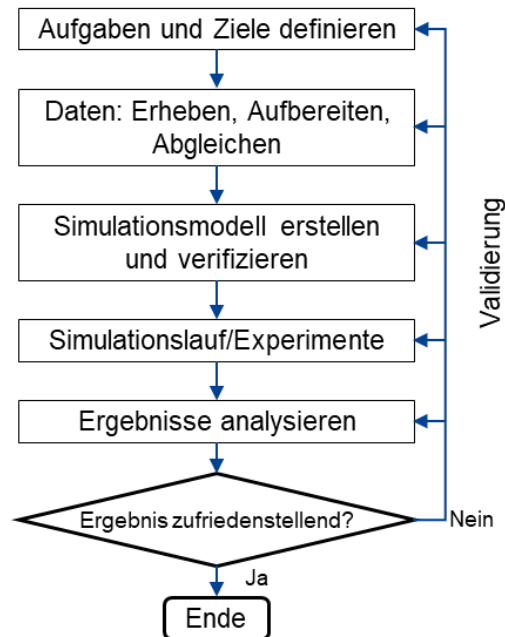 Aufgaben und Ziele definieren
Daten: Erheben, Aufbereiten,
Abgleichen
Simulationsmodell erstellen
und verifizieren
Simulationslauf/Experimente
Ergebnisse analysieren
Validierung
Ergebnis zufriedenstellend?
Nein
Ja
Ende